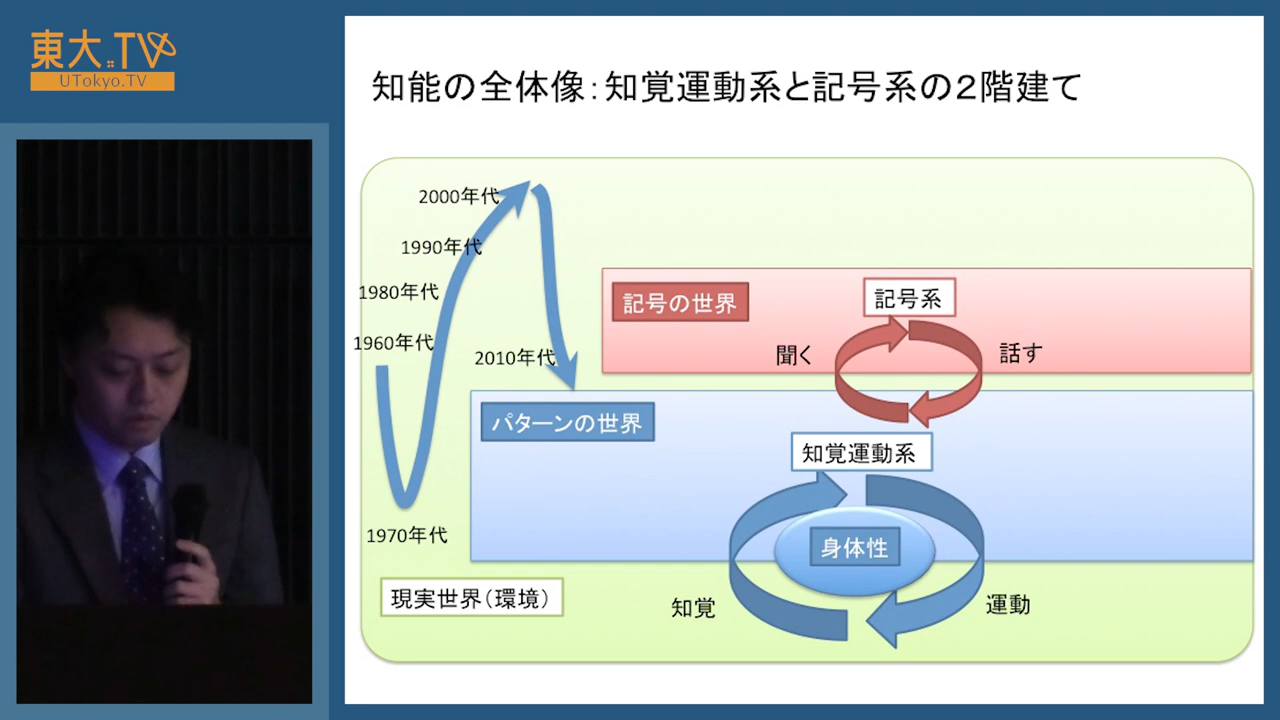 東大.TV
UTokyo.TV
知能の全体像：知覚運動系と記号系の２階建て
2000年代
1990年代
1980年代
1960年代
2010年代
1970年代
記号の世界
記号系
聞く
話す
パターンの世界
知覚運動系
身体性
知覚
運動
現実世界（環境）